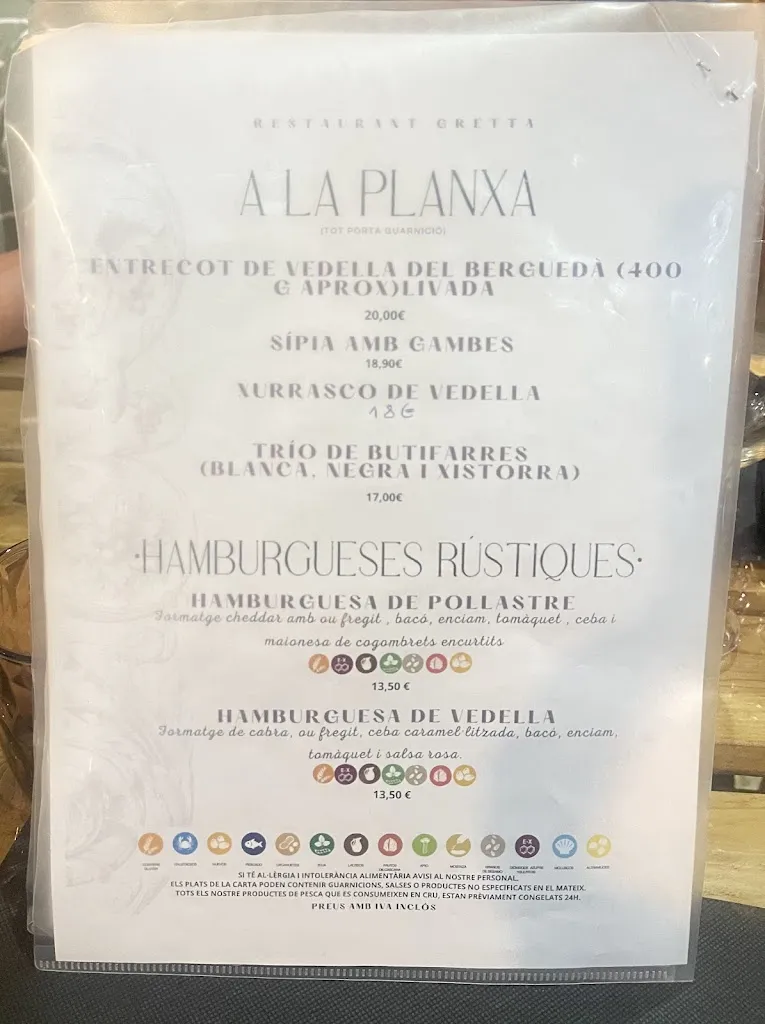 RESTAURANT GRETTA
A LA PLANXA
(TOT PORTA GUARNICIÓ)
ENTRECOT DE VEDELLA DEL BERGUEDÀ (400
G APROX)LIVADA
20,00€
SÍPIA AMB GAMBES
18,90€
XURRASCO DE VEDELLA
18€
TRÍO DE BUTIFARRES
(BLANCA, NEGRA I XISTORRA)
17,00€
·HAMBURGUESES RÚSTIQUES·
HAMBURGUESA DE POLLASTRE
Formatge cheddar amb ou fregit , bacó, enciam, tomàquet , ceba i
maionesa de cogombrets encurtits
13,50 €
HAMBURGUESA DE VEDELLA
Formatge de cabra, ou fregit, ceba caramel·litzada, bacó, enciam,
tomàquet i salsa rosa.
13,50 €
SI TÉ AL·LÈRGIA I INTOLERÀNCIA ALIMENTÀRIA AVISI AL NOSTRE PERSONAL.
ELS PLATS DE LA CARTA PODEN CONTENIR GUARNICIONS, SALSES O PRODUCTES NO ESPECIFICATS EN EL MATEIX.
TOTS ELS NOSTRE PRODUCTES DE PESCA QUE ES CONSUMEIXEN EN CRU, ESTAN PRÈVIAMENT CONGELATS 24H.
PREUS AMB IVA INCLÓS